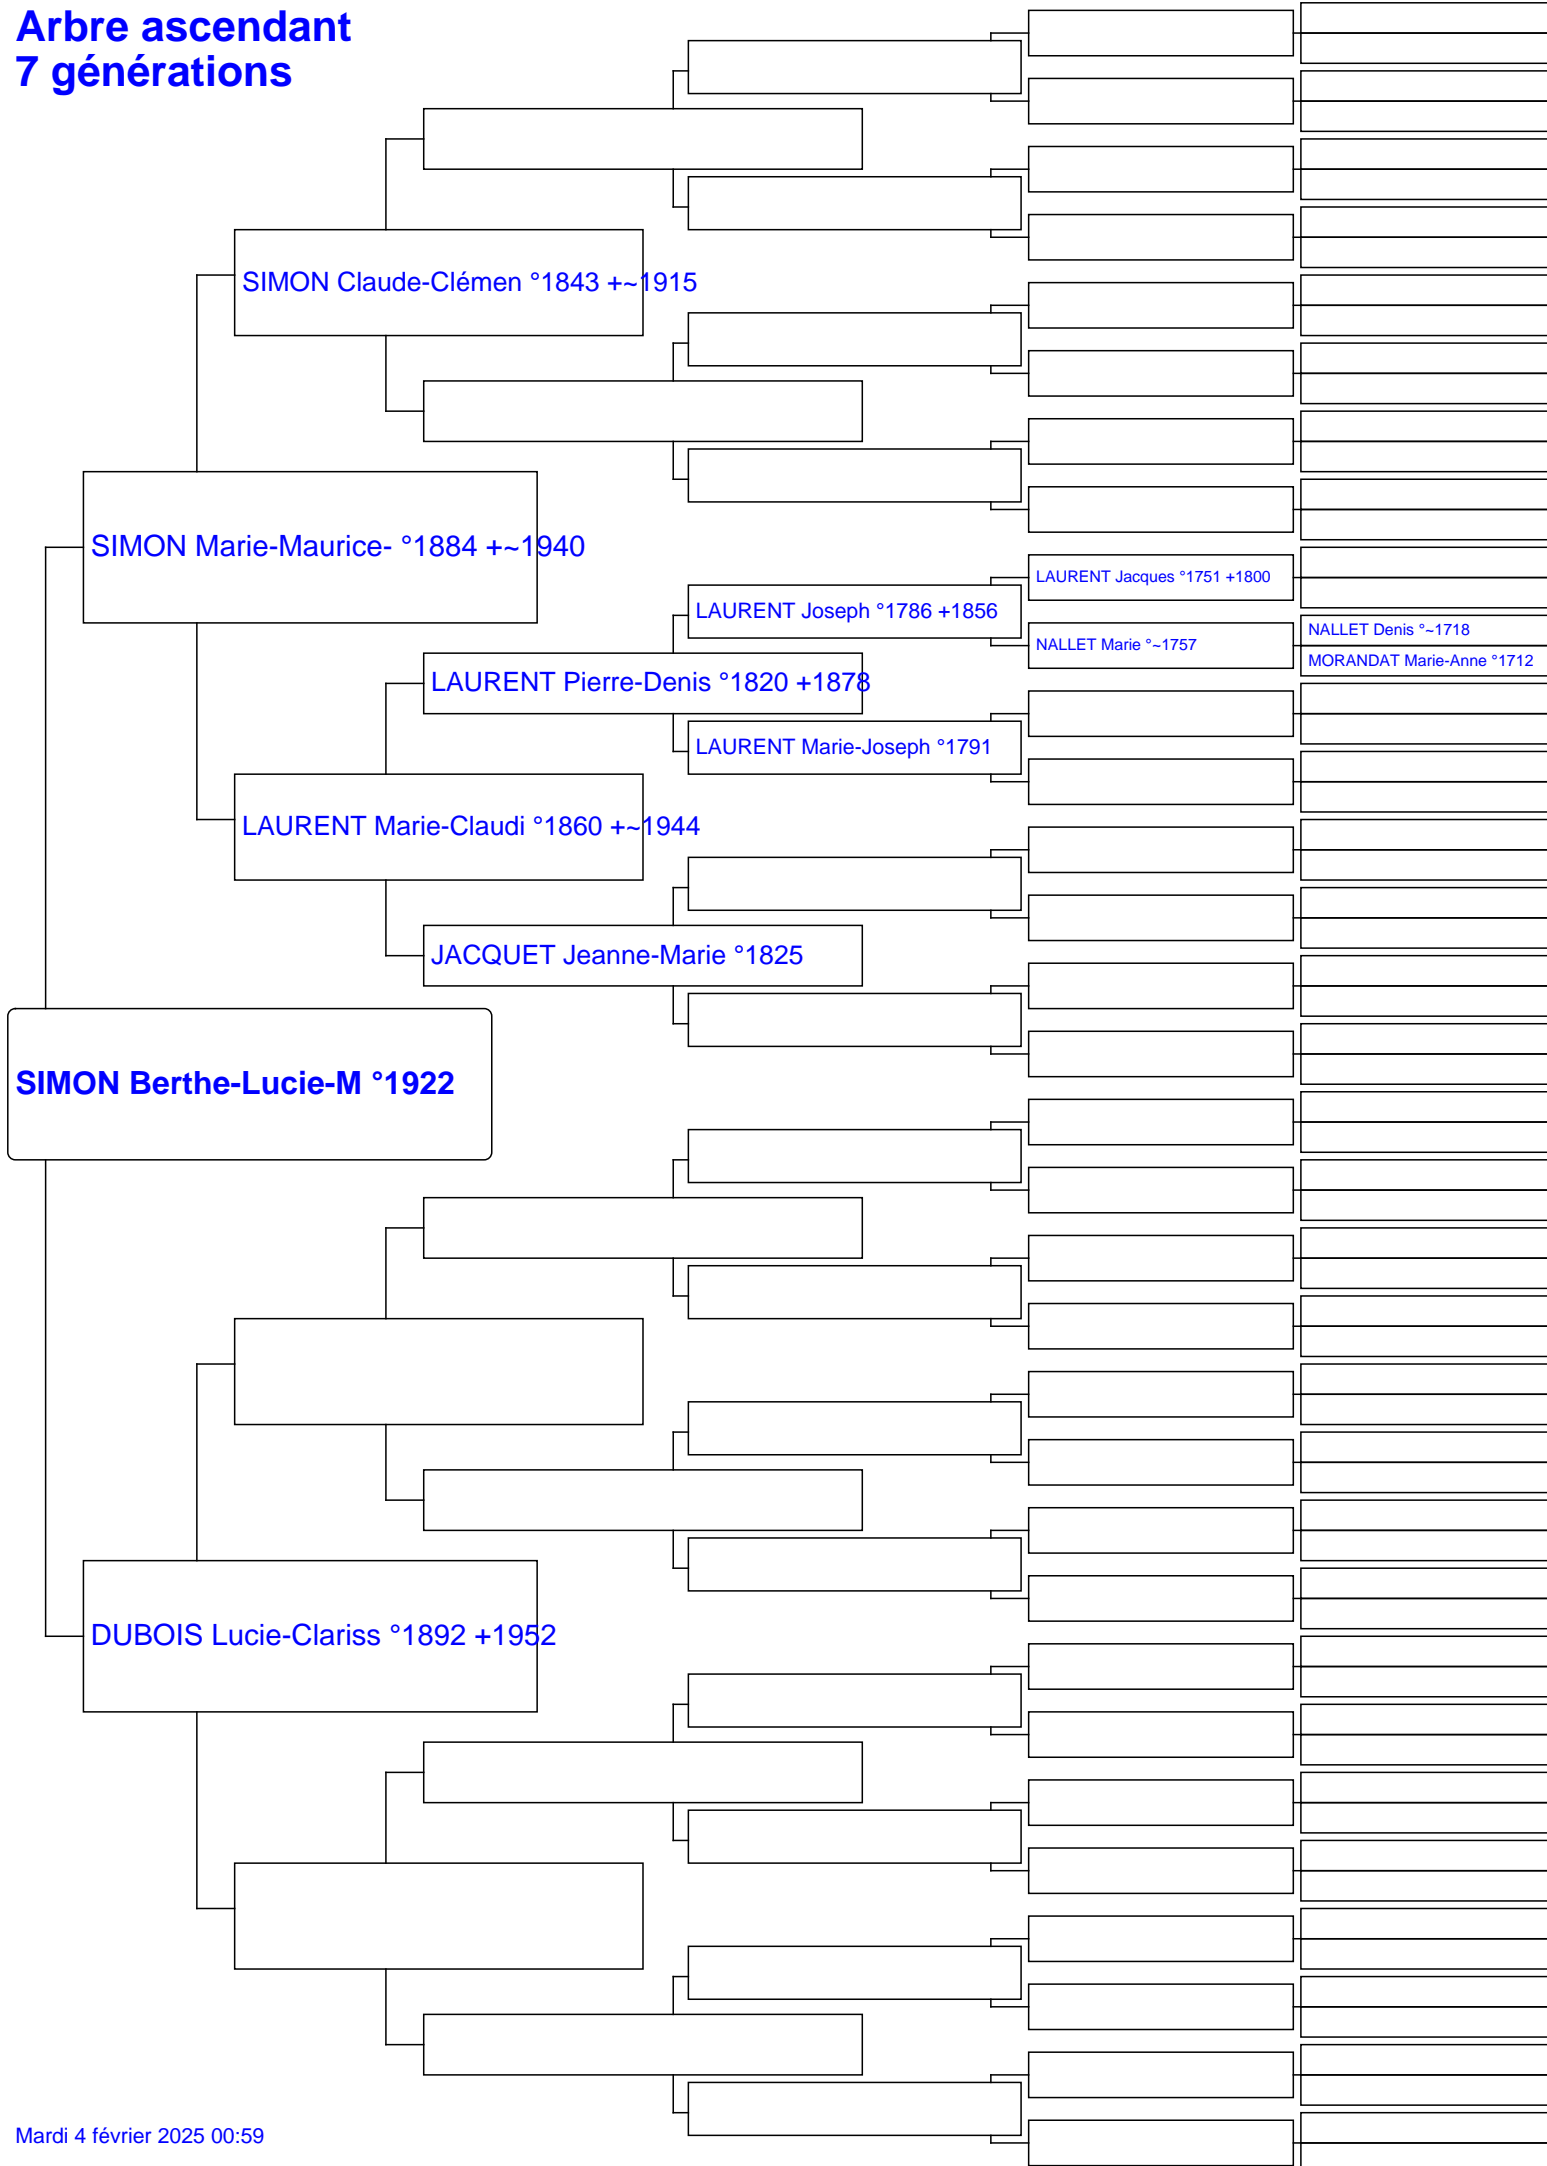 Arbre ascendant
7 générations
SIMON Claude-Clémen °1843 +~1915
SIMON Marie-Maurice- °1884 +~1940
LAURENT Jacques °1751 +1800
LAURENT Joseph °1786 +1856
NALLET Denis °~1718
NALLET Marie °~1757
MORANDAT Marie-Anne °1712
LAURENT Pierre-Denis °1820 +1878
LAURENT Marie-Joseph °1791
LAURENT Marie-Claudi °1860 +~1944
JACQUET Jeanne-Marie °1825
SIMON Berthe-Lucie-M °1922
DUBOIS Lucie-Clariss °1892 +1952
Mardi 4 février 2025 00:59